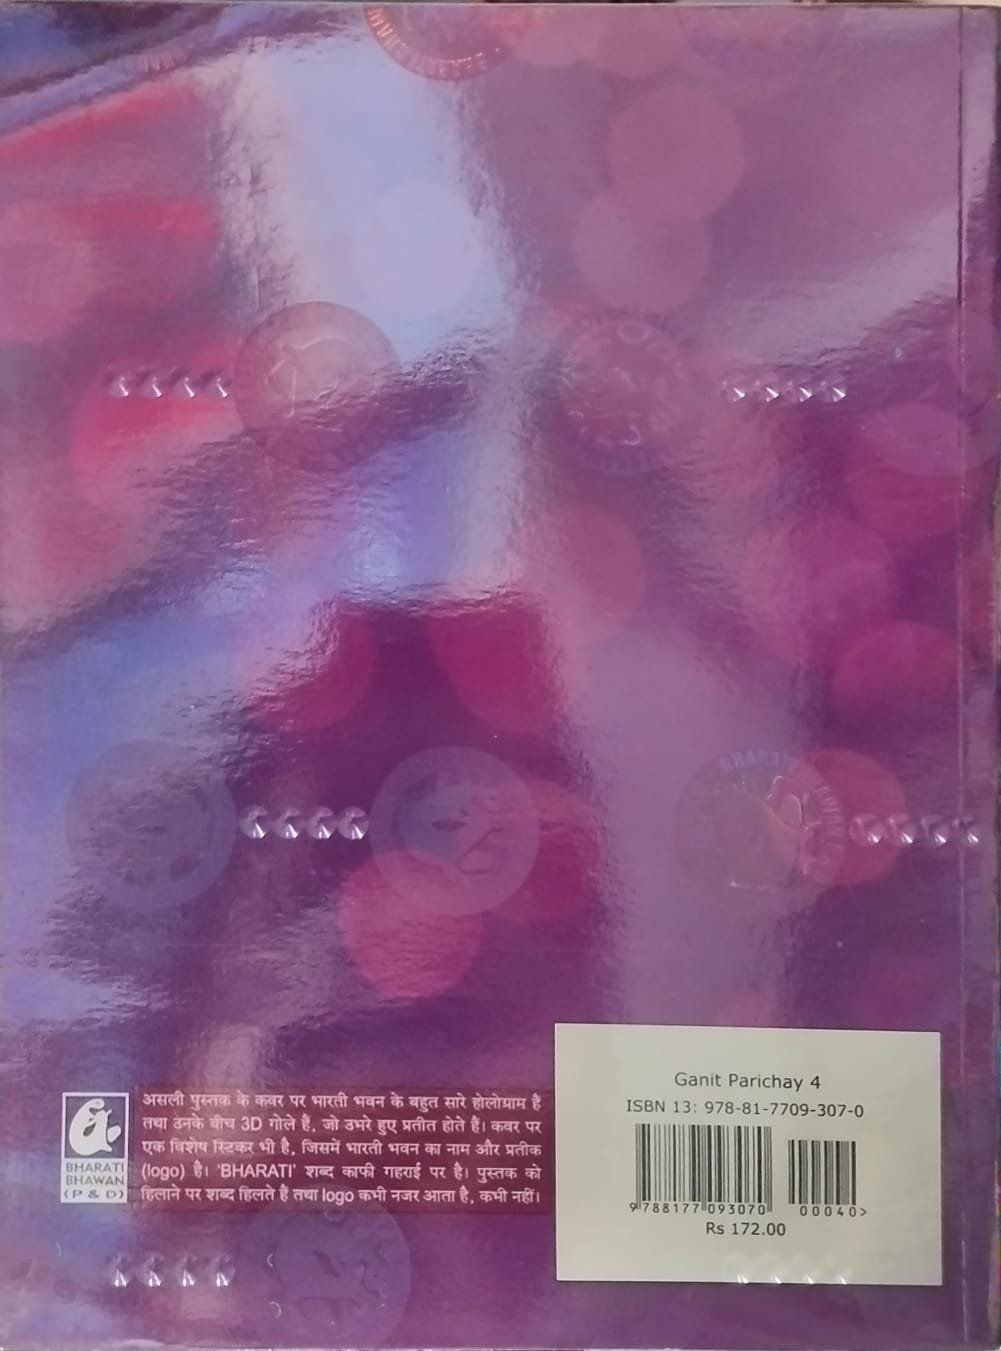 BHARATI
BHAWAN
(P & D)
असली पुस्तक के कवर पर भारती भवन के बहुत सारे होलोग्राम हैं
तथा उनके बीच 3D गोले हैं, जो उभरे हुए प्रतीत होते हैं। कवर पर
एक विशेष स्टिकर भी है, जिसमें भारती भवन का नाम और प्रतीक
(logo) है। 'BHARATI' शब्द काफी गहराई पर है। पुस्तक को
हिलाने पर शब्द हिलते हैं तथा logo कभी नजर आता है, कभी नहीं।
Ganit Parichay 4
ISBN 13: 978-81-7709-307-0
9 788177 093070
00040>
Rs 172.00